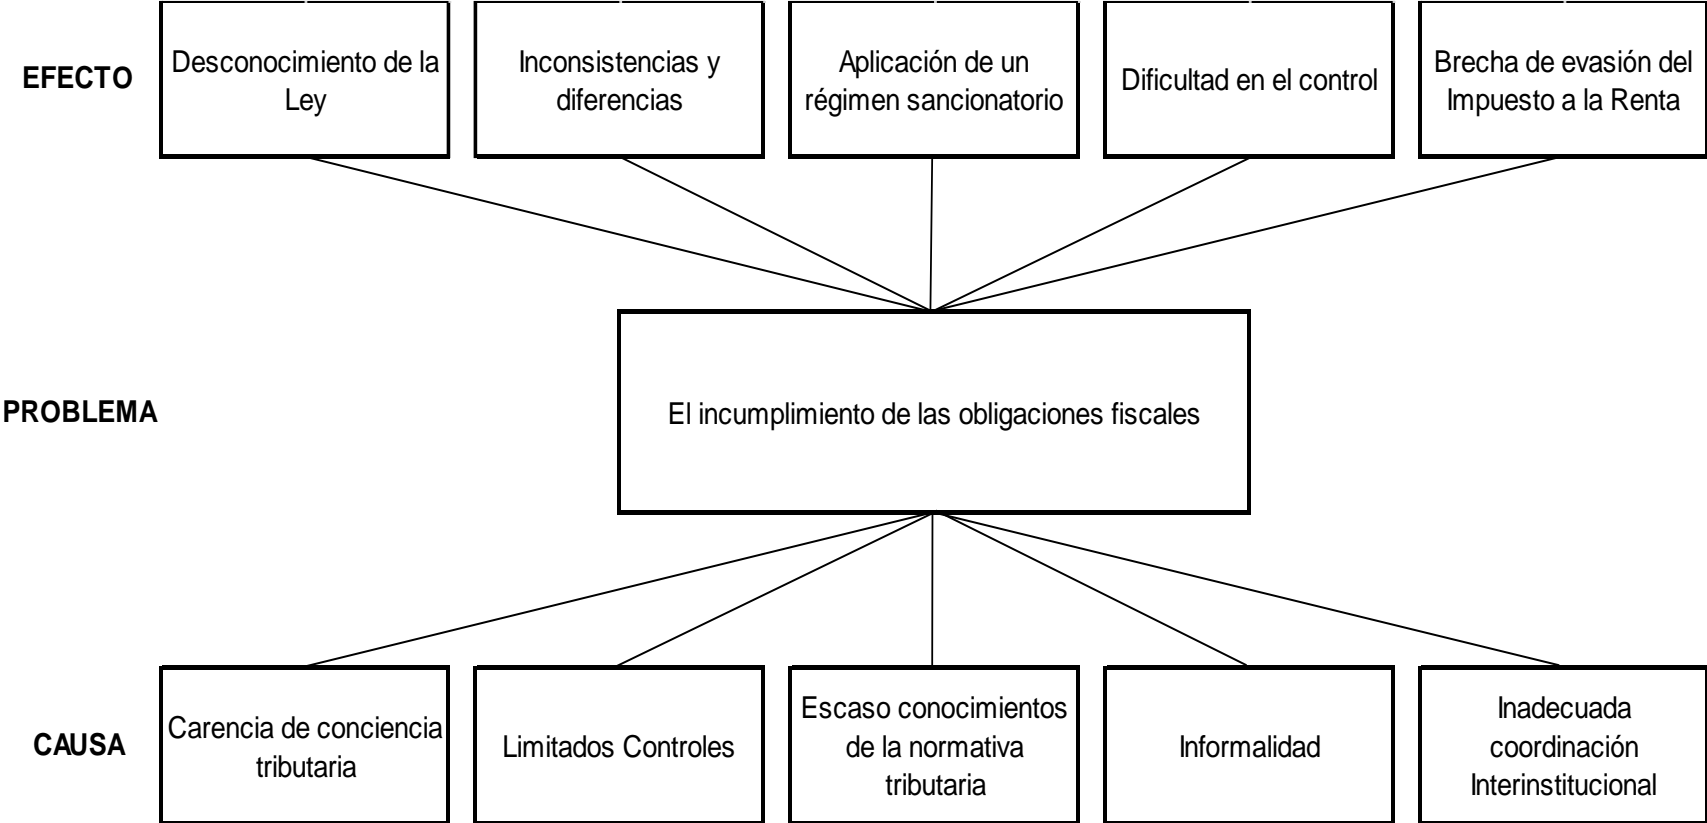 EFECTO
Desconocimiento de la
Ley
Inconsistencias y
diferencias
Aplicación de un
régimen sancionatorio
Dificultad en el control
Brecha de evasión del
Impuesto a la Renta
PROBLEMA
El incumplimiento de las obligaciones fiscales
CAUSA
Carencia de conciencia
tributaria
Limitados Controles
Escaso conocimientos
de la normativa
tributaria
Informalidad
Inadecuada
coordinación
Interinstitucional